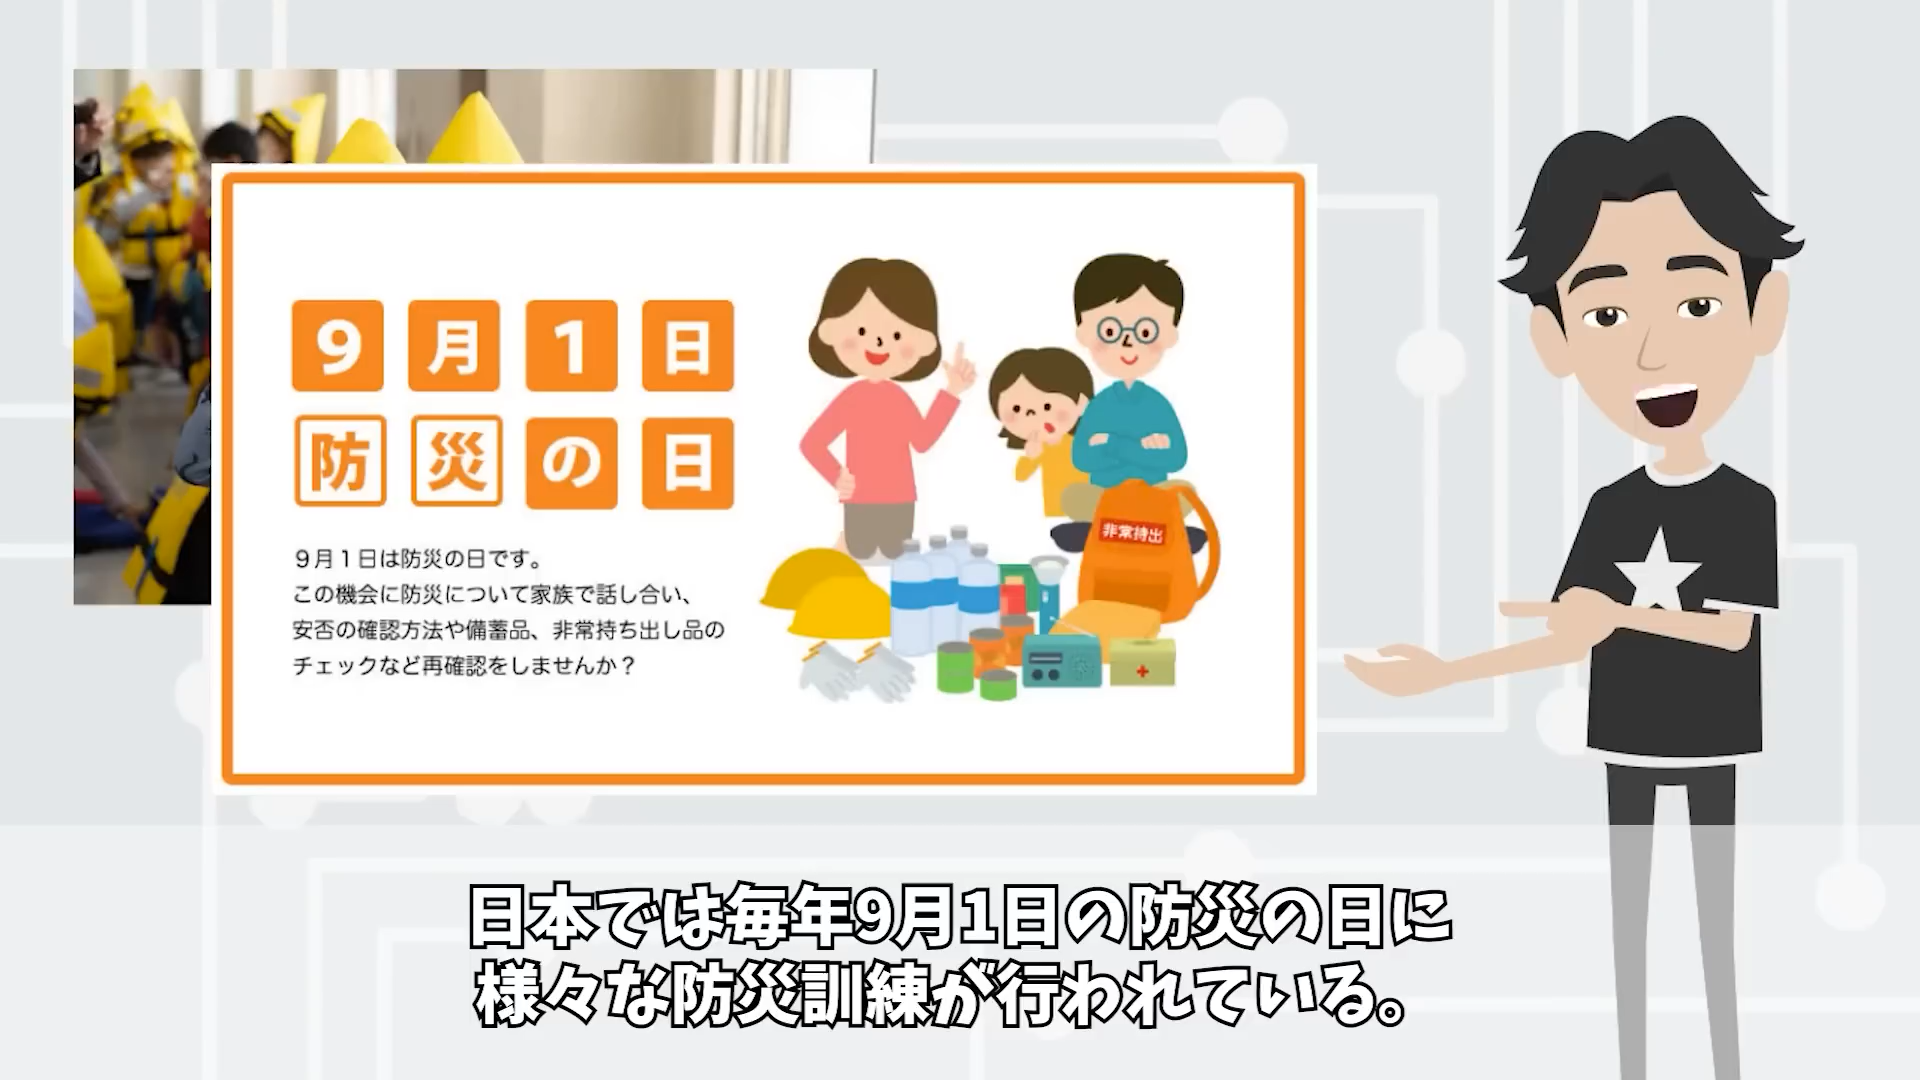 9月1日
防災の日
９月１日は防災の日です。
この機会に防災について家族で話し合い、
安否の確認方法や備蓄品、非常持ち出し品の
チェックなど再確認をしませんか？
非常持出
日本では毎年9月1日の防災の日に
様々な防災訓練が行われている。